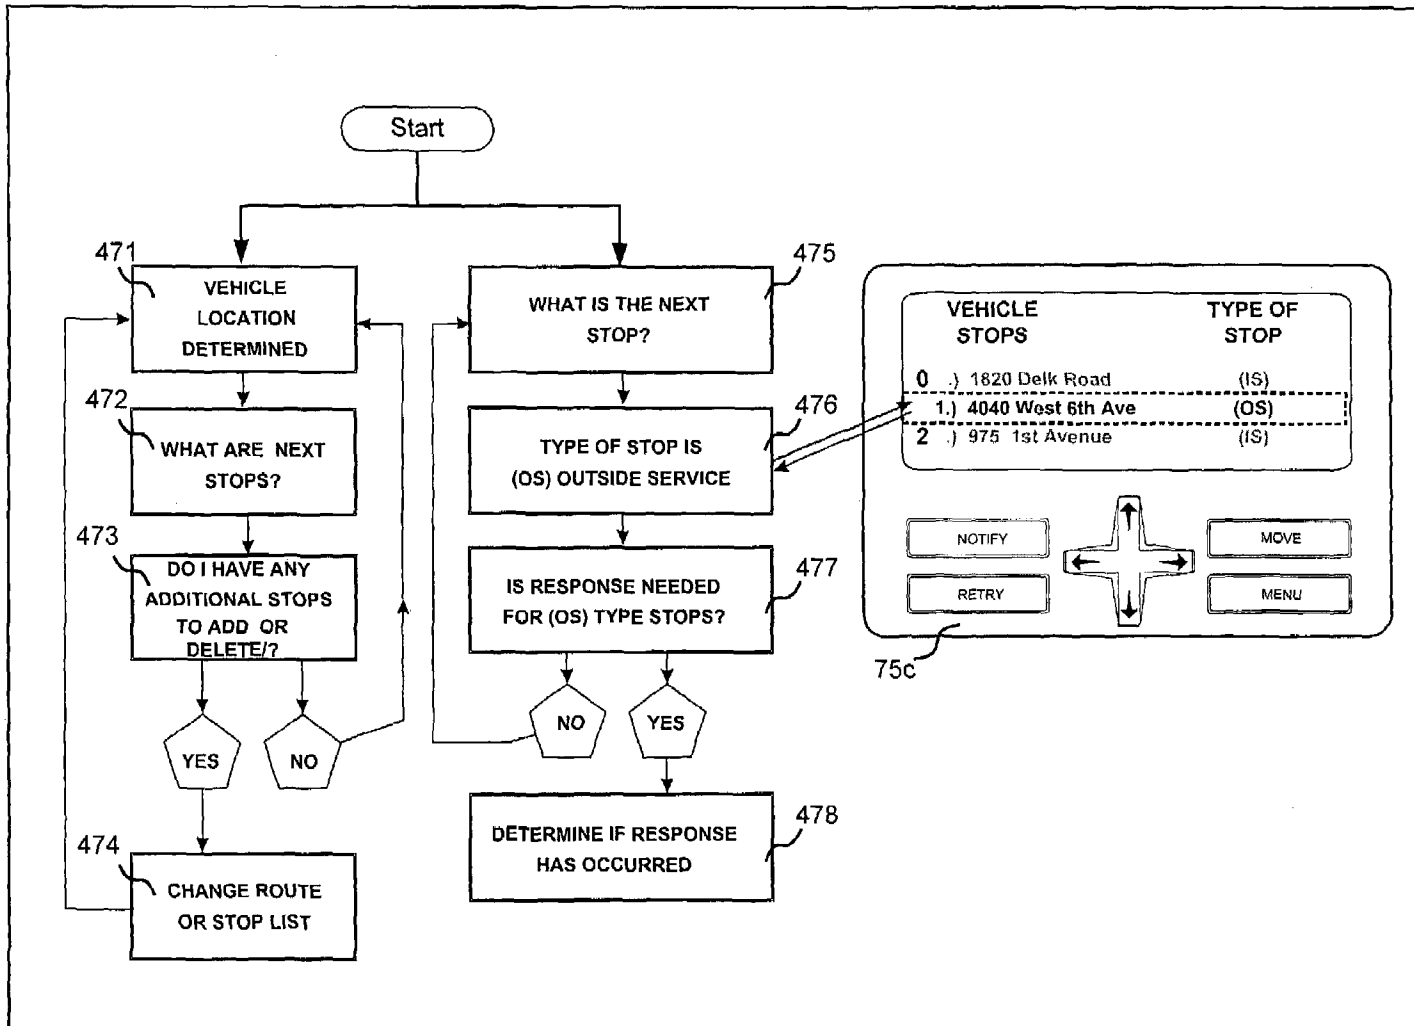 Start
471
VEHICLE
LOCATION
DETERMINED
472
WHAT ARE NEXT
STOPS?
473
DO I HAVE ANY
ADDITIONAL STOPS
TO ADD OR
DELETE/?
YES
NO
474
CHANGE ROUTE
OR STOP LIST
475
WHAT IS THE NEXT
STOP?
476
TYPE OF STOP IS
(OS) OUTSIDE SERVICE
477
IS RESPONSE NEEDED
FOR (OS) TYPE STOPS?
NO
YES
478
DETERMINE IF RESPONSE
HAS OCCURRED
VEHICLE STOPS
TYPE OF STOP
0 .) 1820 Delk Road (IS)
1.) 4040 West 6th Ave (OS)
2 .) 975 1st Avenue (IS)
NOTIFY
MOVE
RETRY
MENU
75c